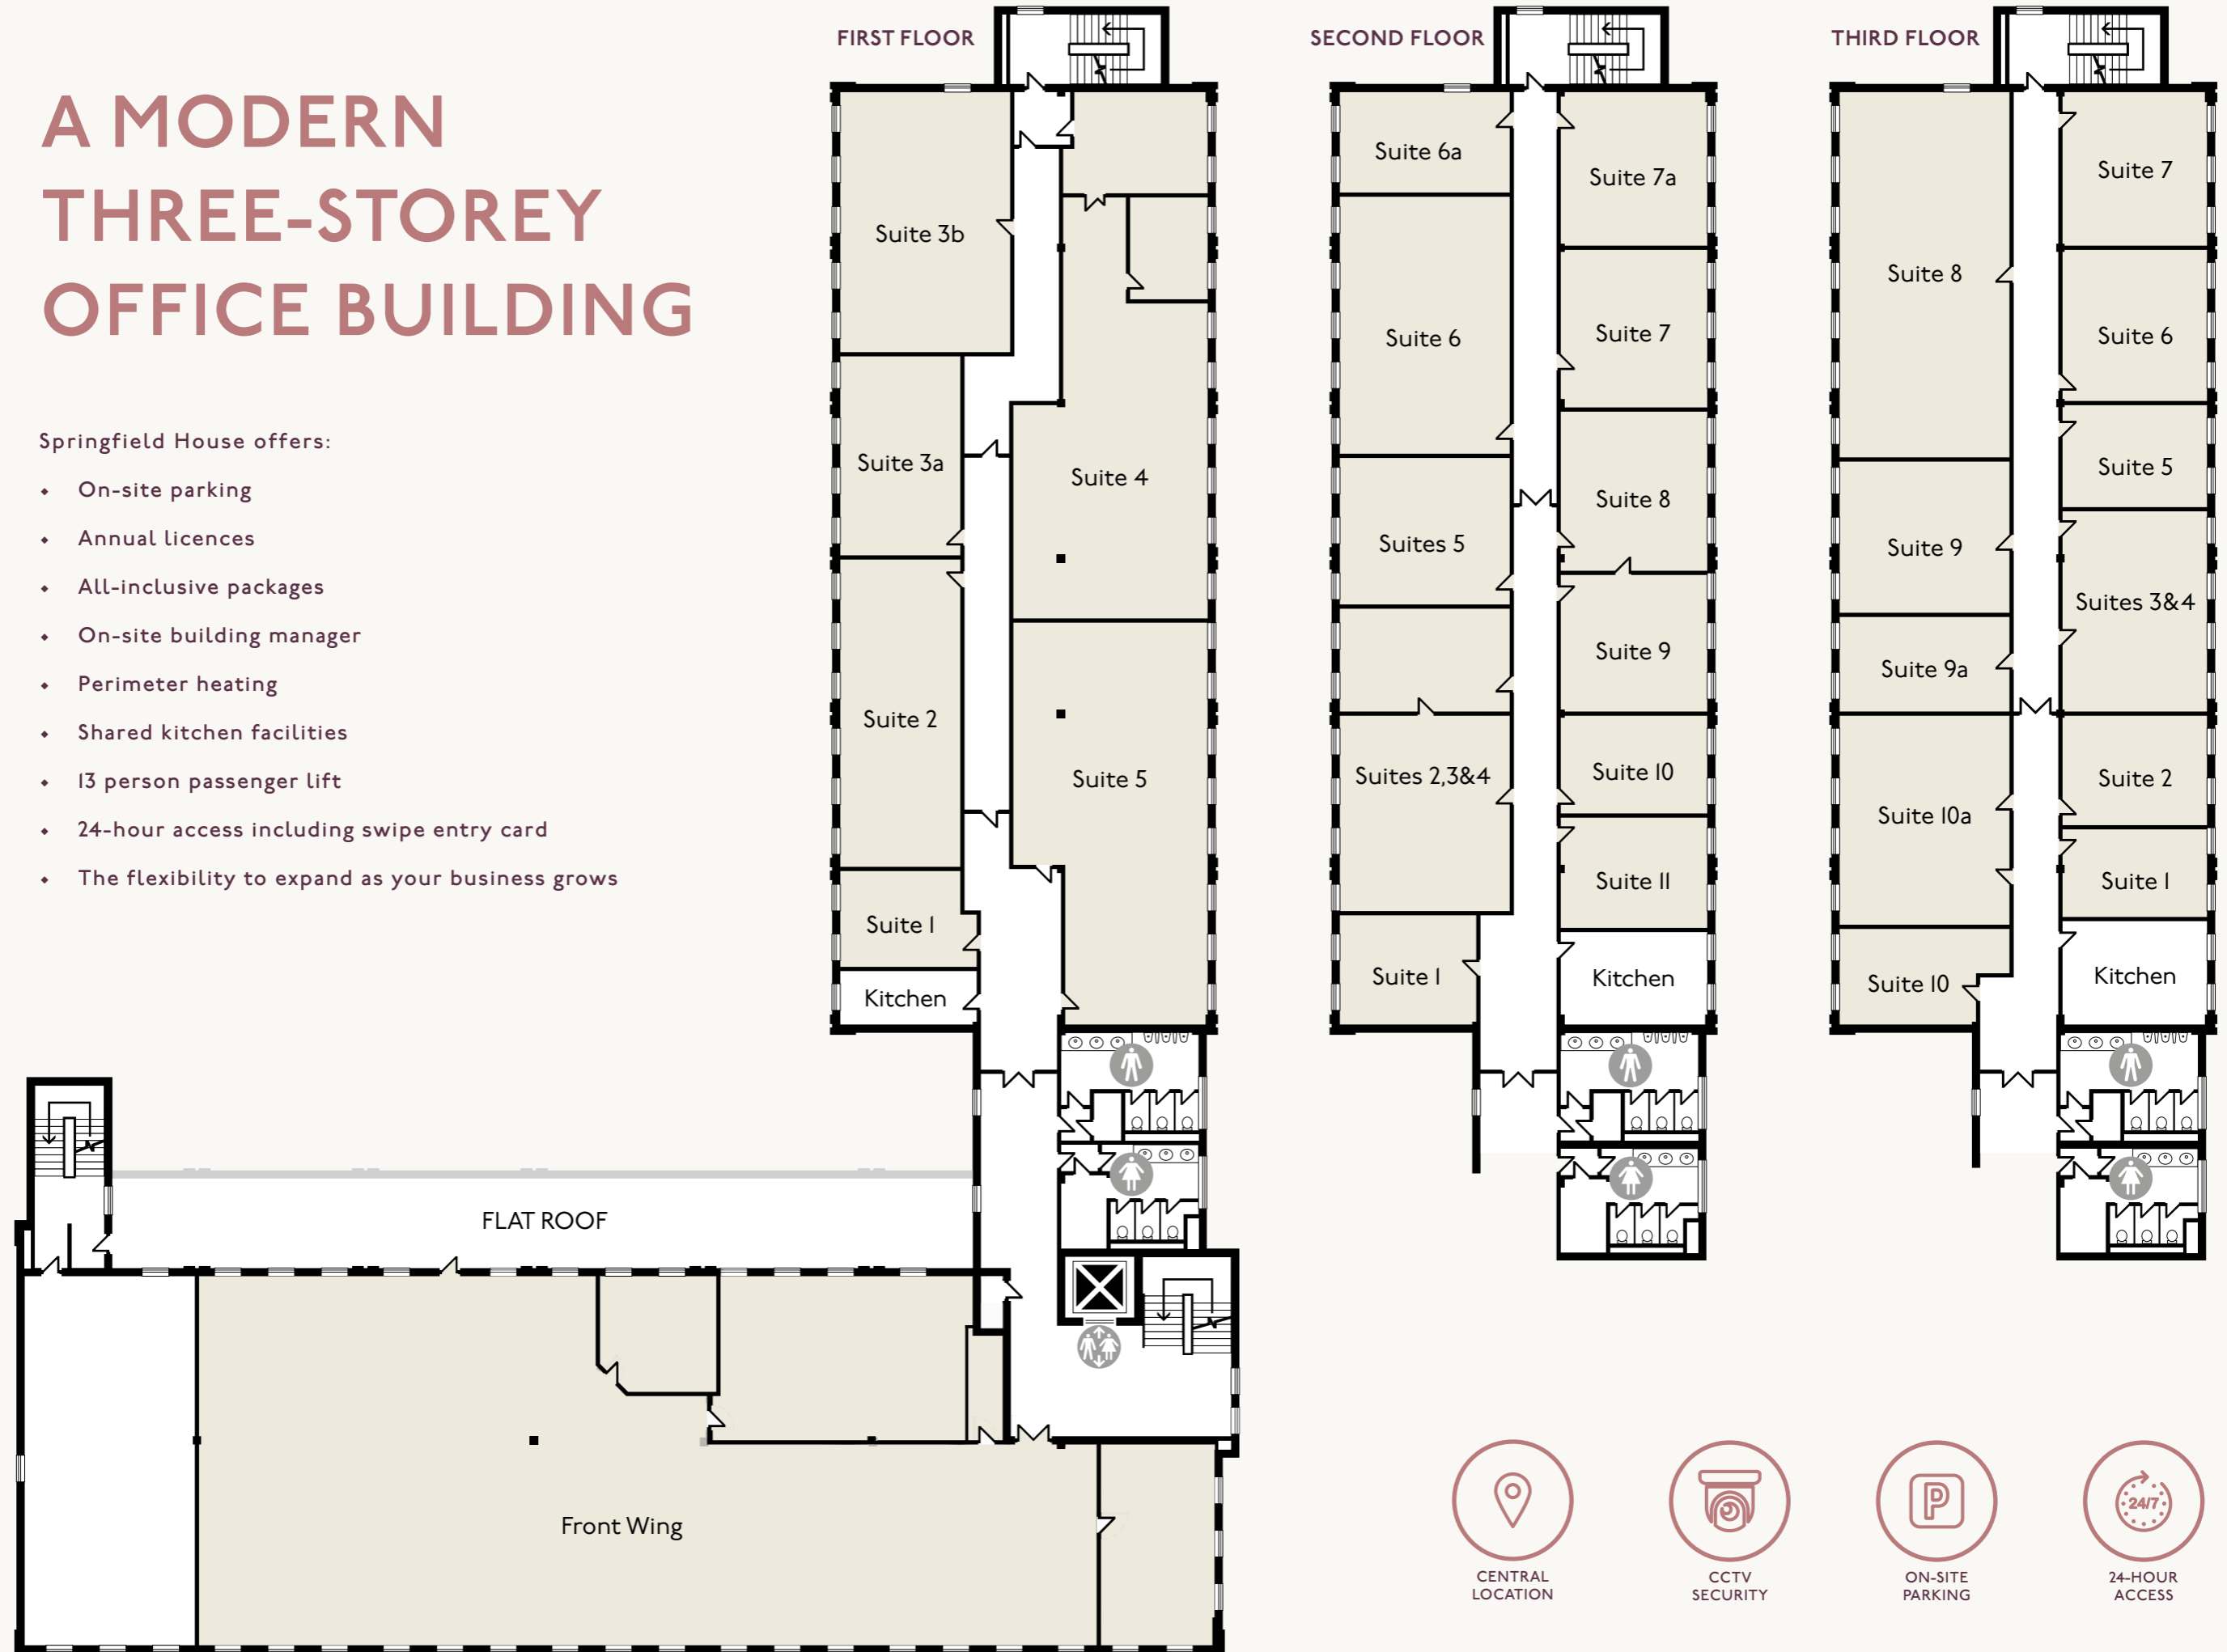 A MODERN
THREE-STOREY
OFFICE BUILDING
Springfield House offers:
• On-site parking
• Annual licences
• All-inclusive packages
• On-site building manager
• Perimeter heating
• Shared kitchen facilities
• 13 person passenger lift
• 24-hour access including swipe entry card
• The flexibility to expand as your business grows
FIRST FLOOR
Suite 3b
Suite 3a
Suite 4
Suite 2
Suite 5
Suite 1
Kitchen
FLAT ROOF
Front Wing
SECOND FLOOR
Suite 6a
Suite 7a
Suite 6
Suite 7
Suite 8
Suites 5
Suite 9
Suites 2,3&4
Suite 10
Suite 11
Suite 1
Kitchen
THIRD FLOOR
Suite 7
Suite 8
Suite 6
Suite 5
Suite 9
Suites 3&4
Suite 9a
Suite 2
Suite 10a
Suite 1
Suite 10
Kitchen
P
24/7
CENTRAL
LOCATION
CCTV
SECURITY
ON-SITE
PARKING
24-HOUR
ACCESS